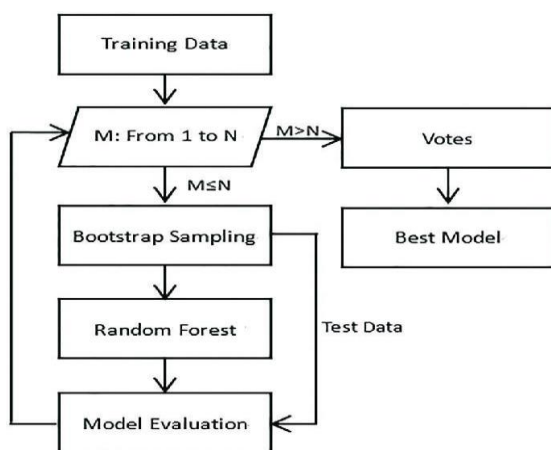 Training Data
M: From 1 to N
M>N
Votes
M≤N
Bootstrap Sampling
Best Model
Random Forest
Test Data
Model Evaluation